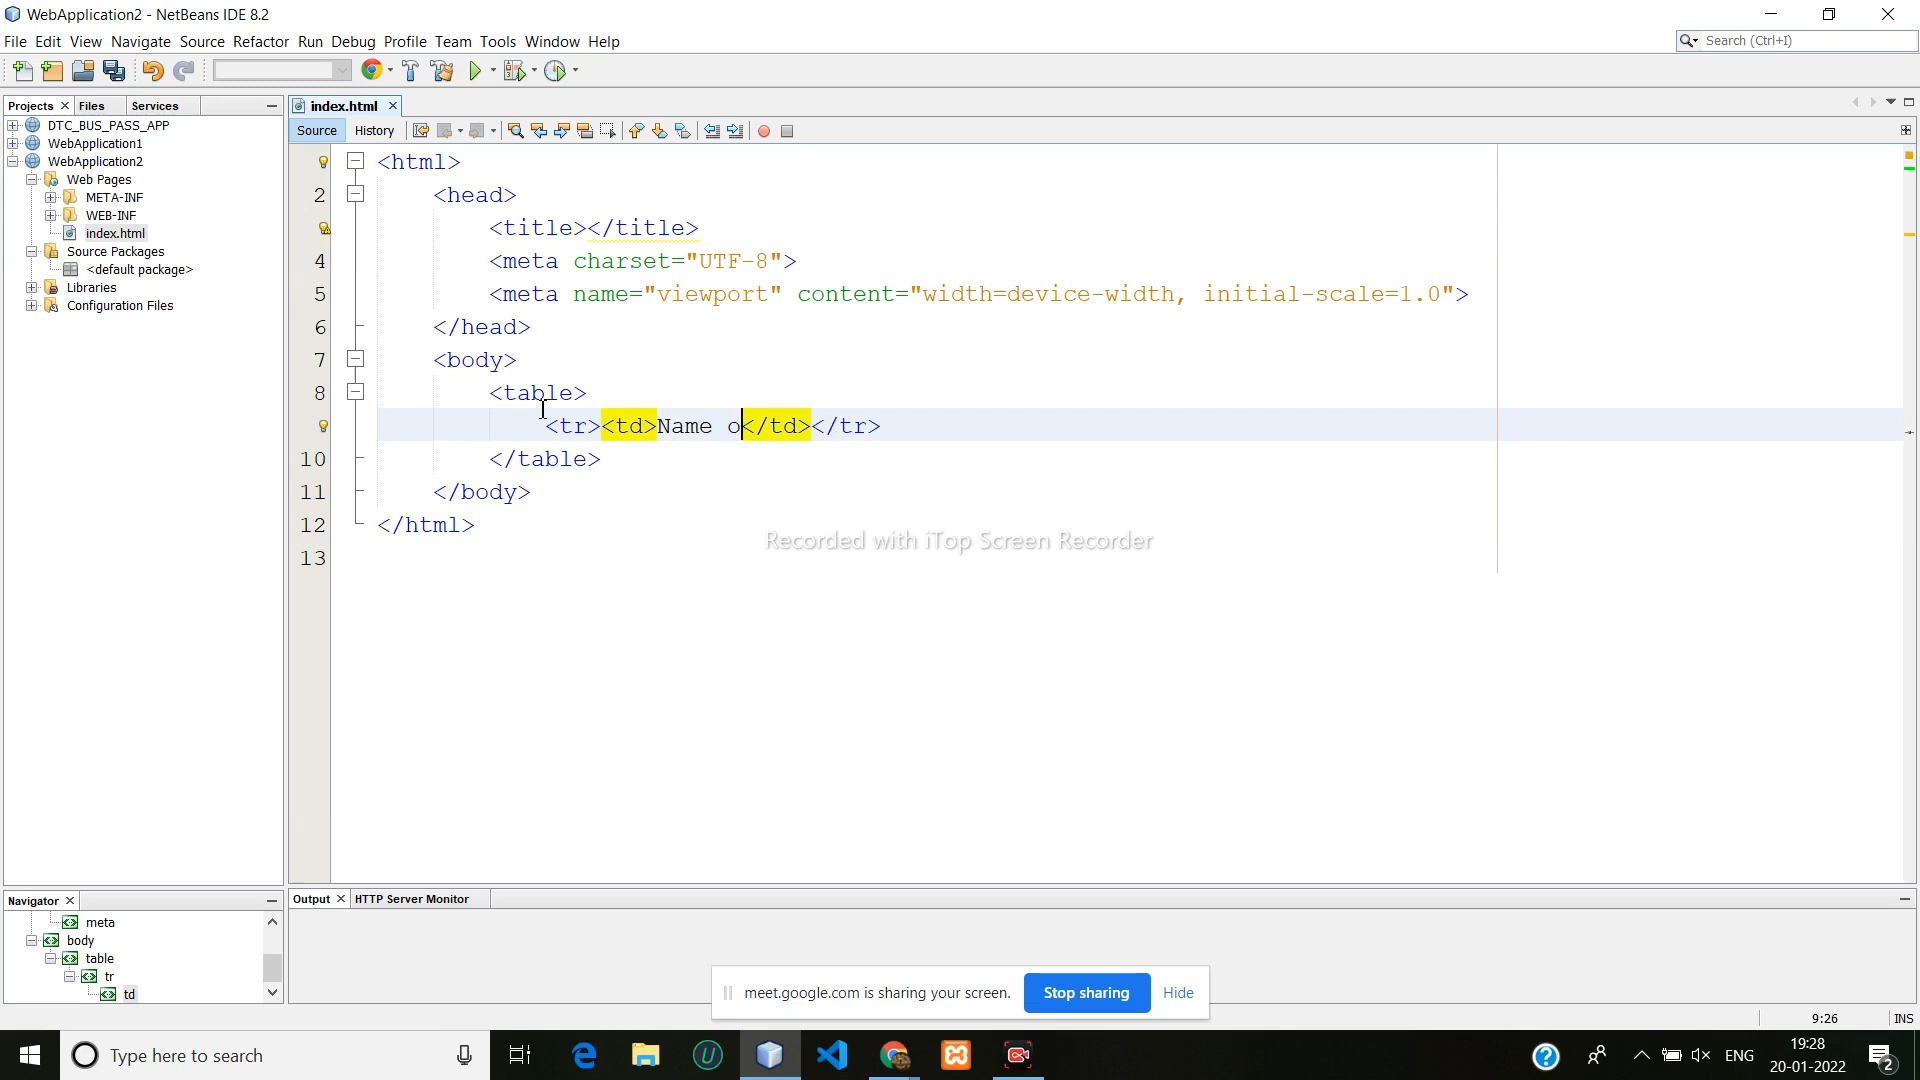 WebApplication2 - NetBeans IDE 8.2
File Edit View Navigate Source Refactor Run Debug Profile Team Tools Window Help
Search (Ctrl+I)
Projects Files Services
index.html
DTC_BUS_PASS_APP
WebApplication1
WebApplication2
Web Pages
META-INF
WEB-INF
index.html
Source Packages
<default package>
Libraries
Configuration Files
Source History
<html>
2 <head>
<title></title>
4 <meta charset="UTF-8">
5 <meta name="viewport" content="width=device-width, initial-scale=1.0">
6 </head>
7 <body>
8 <table>
<tr><td>Name o</td></tr>
10 </table>
11 </body>
12 </html>
13
Recorded with iTop Screen Recorder
Navigator
meta
body
table
tr
td
Output HTTP Server Monitor
meet.google.com is sharing your screen. Stop sharing Hide
9:26 INS
Type here to search
ENG
19:28
20-01-2022
2